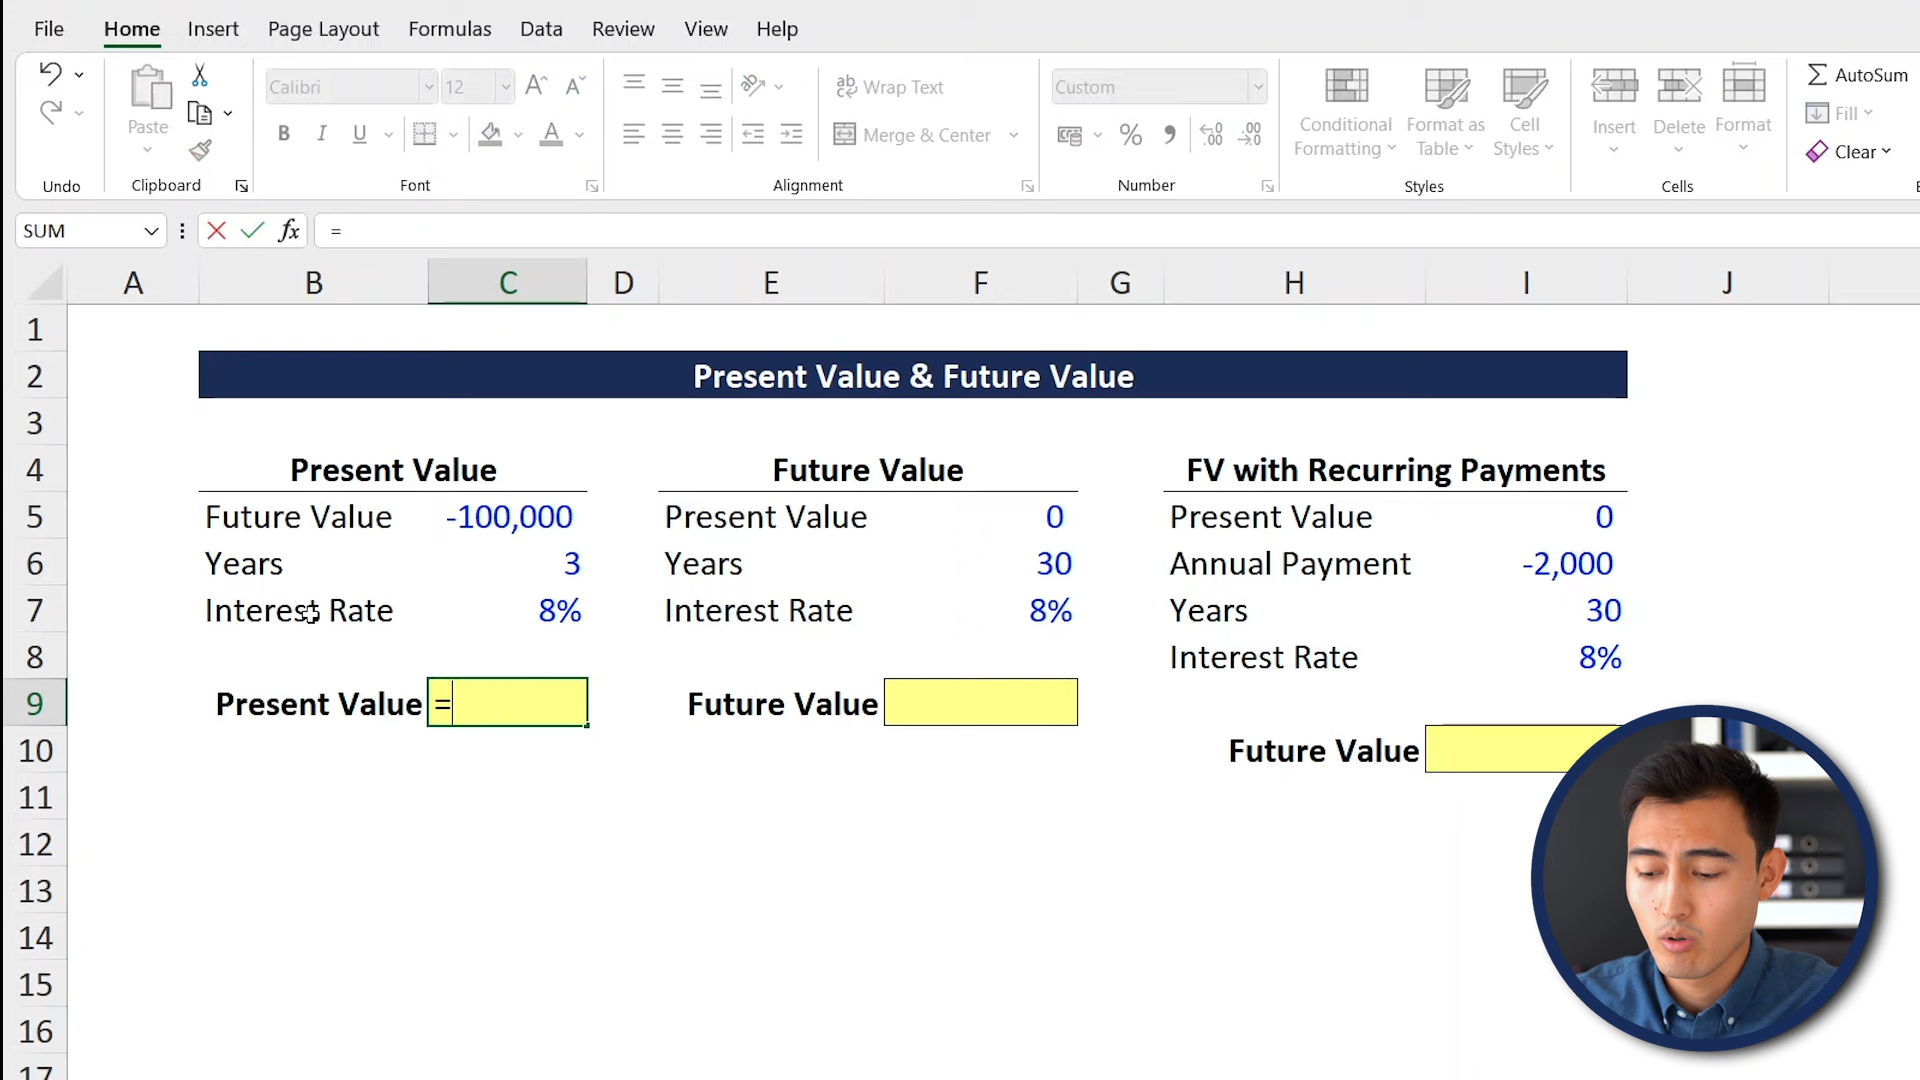 File Home Insert Page Layout Formulas Data Review View Help
Calibri 12 Wrap Text Custom AutoSum
Paste B I U Merge & Center % Conditional Formatting Format as Table Cell Styles Insert Delete Format Fill
Clear
Undo Clipboard Font Alignment Number Styles Cells
SUM fx =
A B C D E F G H I J
1
2 Present Value & Future Value
3
4 Present Value Future Value FV with Recurring Payments
5 Future Value -100,000 Present Value 0 Present Value 0
6 Years 3 Years 30 Annual Payment -2,000
7 Interest Rate 8% Interest Rate 8% Years 30
8 Interest Rate 8%
9 Present Value = Future Value
10 Future Value
11
12
13
14
15
16
17